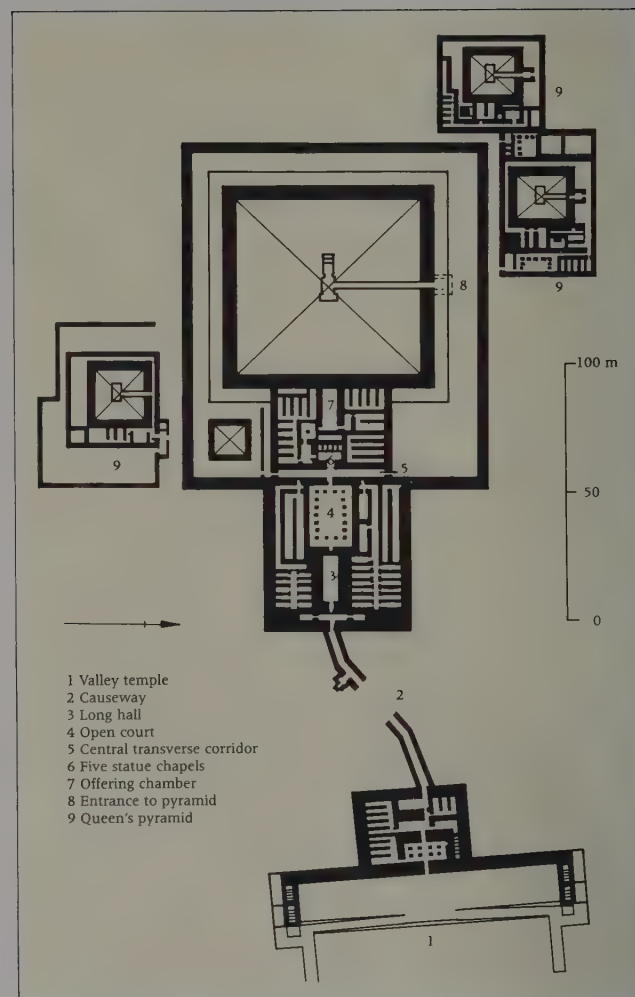 9
9
8
100 m
7
9
6
5
4
50
3
0
2
1 Valley temple
2 Causeway
3 Long hall
4 Open court
5 Central transverse corridor
6 Five statue chapels
7 Offering chamber
8 Entrance to pyramid
9 Queen's pyramid
1